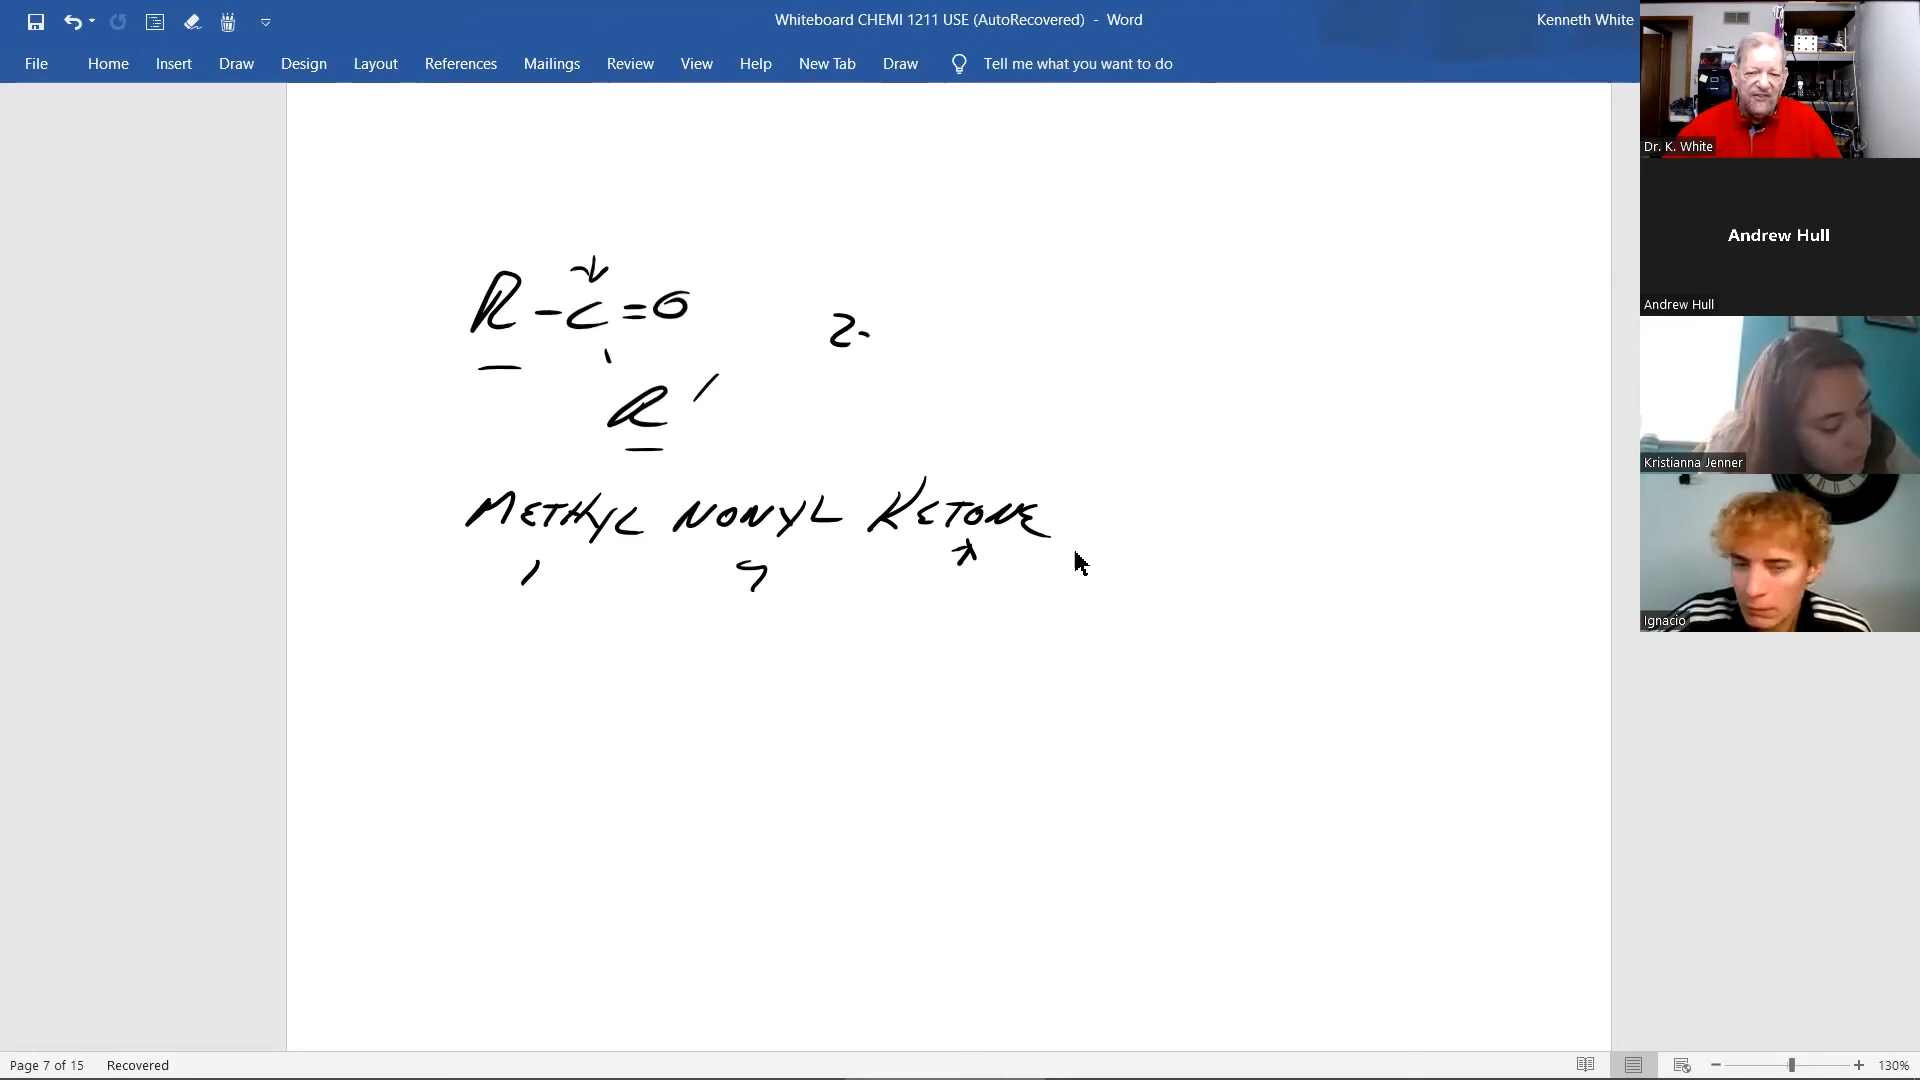 Whiteboard CHEMI 1211 USE (AutoRecovered) - Word
Kenneth White
File Home Insert Draw Design Layout References Mailings Review View Help New Tab Draw Tell me what you want to do
R-C=O
2-
R'
METHYL NONYL KETONE
1 9 *
Dr. K. White
Andrew Hull
Andrew Hull
Kristianna Jenner
Ignacio
Page 7 of 15 Recovered
130%